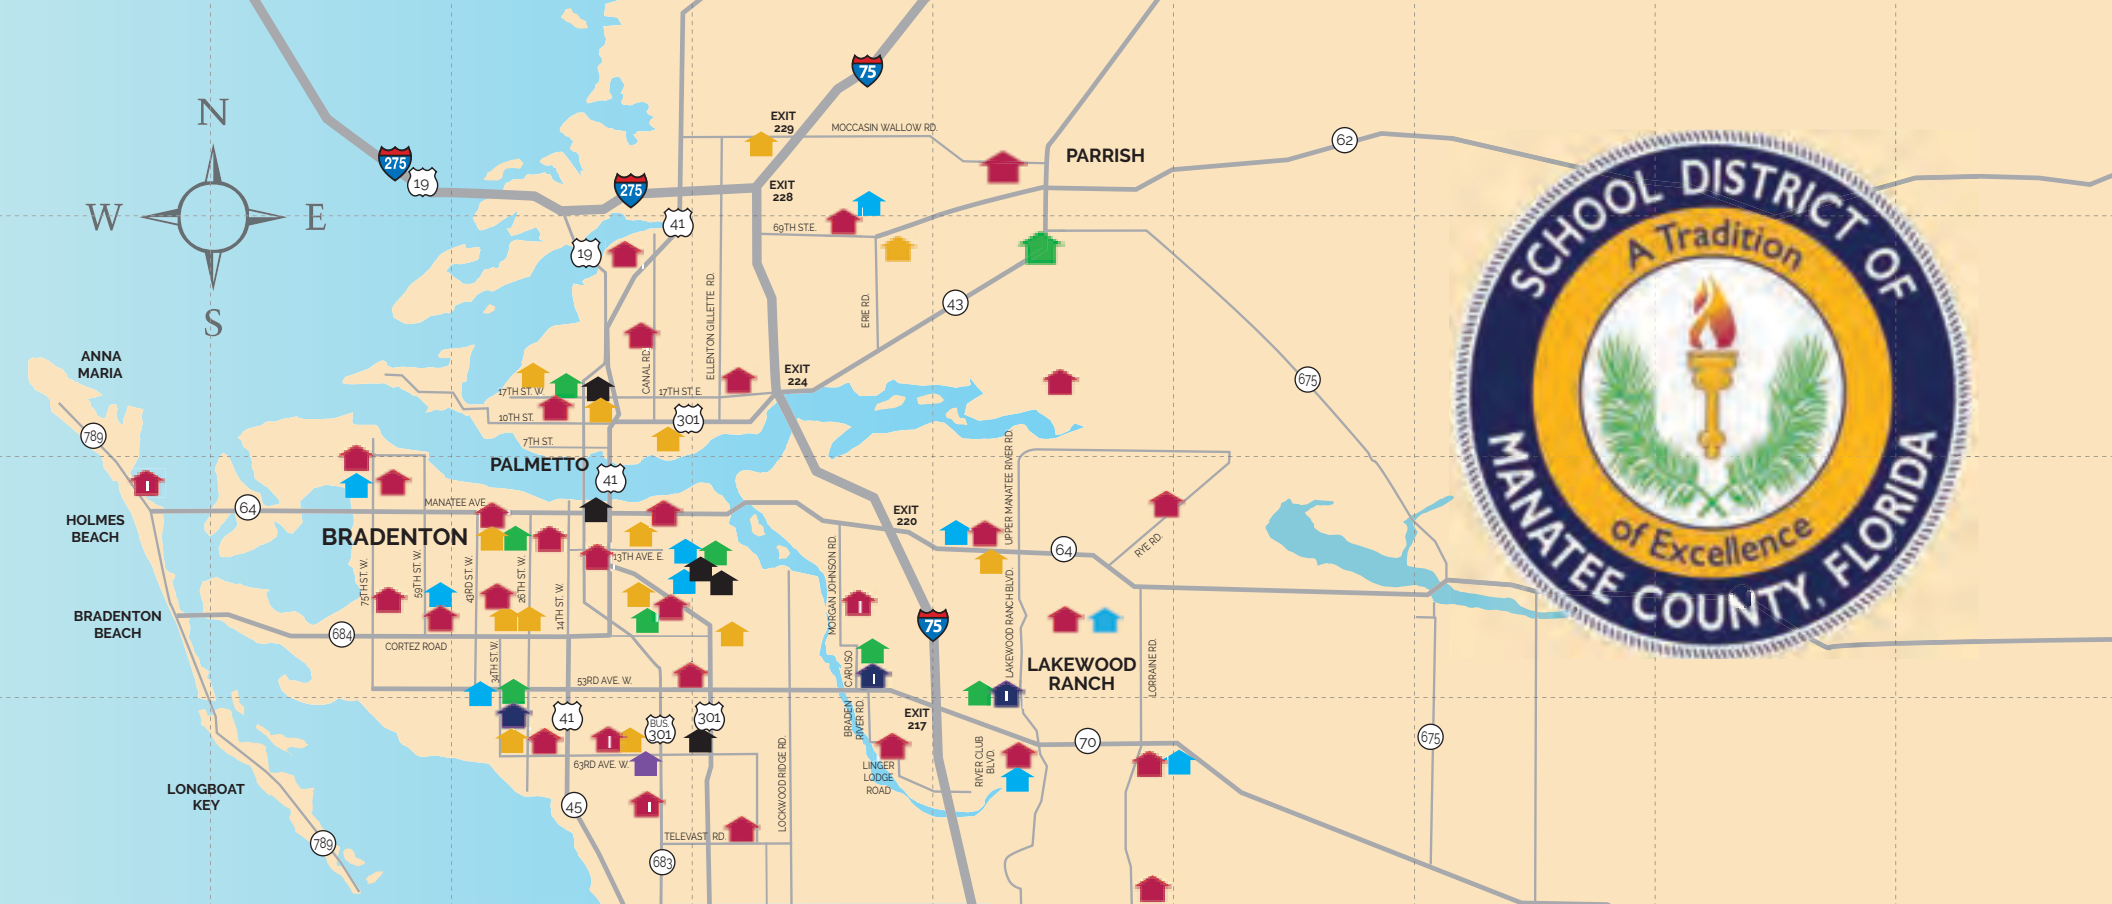 N
W
E
S
275
19
275
41
19
75
EXIT
229
MOCCASIN WALLOW RD.
PARRISH
62
EXIT
228
69TH ST.E.
ERIE RD.
43
675
ELLENTON GILLETTE RD.
CANAL RD.
EXIT
224
17TH ST. W.
17TH ST. E.
10TH ST.
301
7TH ST.
PALMETTO
41
ANNA
MARIA
789
I
64
MANATEE AVE.
HOLMES
BEACH
BRADENTON
75TH ST. W.
59TH ST. W.
43RD ST. W.
26TH ST. W.
14TH ST. W.
13TH AVE. E.
BRADENTON
BEACH
684
CORTEZ ROAD
34TH ST. W.
53RD AVE. W.
41
BUS.
301
301
I
63RD AVE. W.
45
I
TELEVAST RD.
683
LOCKWOOD RIDGE RD.
LONGBOAT
KEY
789
EXIT
220
MORGAN JOHNSON RD.
I
CARUSO
I
BRADEN
RIVER RD.
LINGER
LODGE
ROAD
EXIT
217
75
UPPER MANATEE RIVER RD.
64
RYE RD.
LAKEWOOD RANCH BLVD.
I
LAKEWOOD
RANCH
LORRAINE RD.
RIVER CLUB
BLVD.
70
675
SCHOOL DISTRICT OF
A Tradition
of Excellence
MANATEE COUNTY, FLORIDA